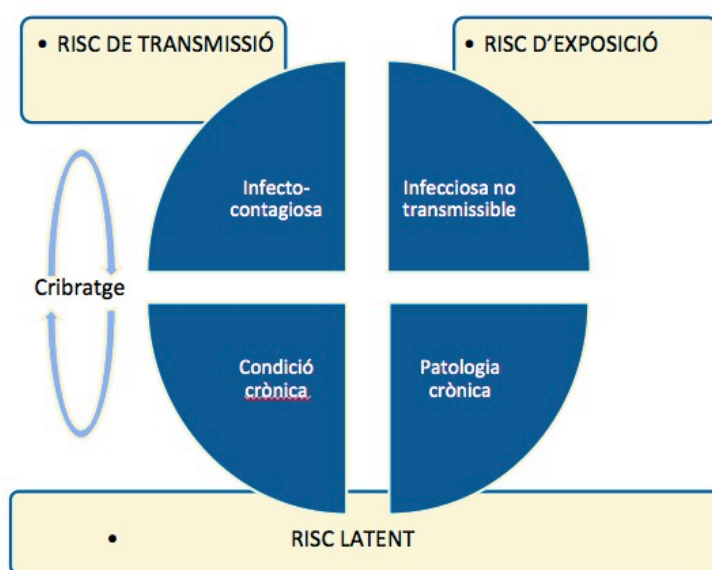 • RISC DE TRANSMISSIÓ
• RISC D'EXPOSICIÓ
Infecto-
contagiosa
Infecciosa no
transmissible
Cribratge
Condició
crònica
Patologia
crònica
• RISC LATENT